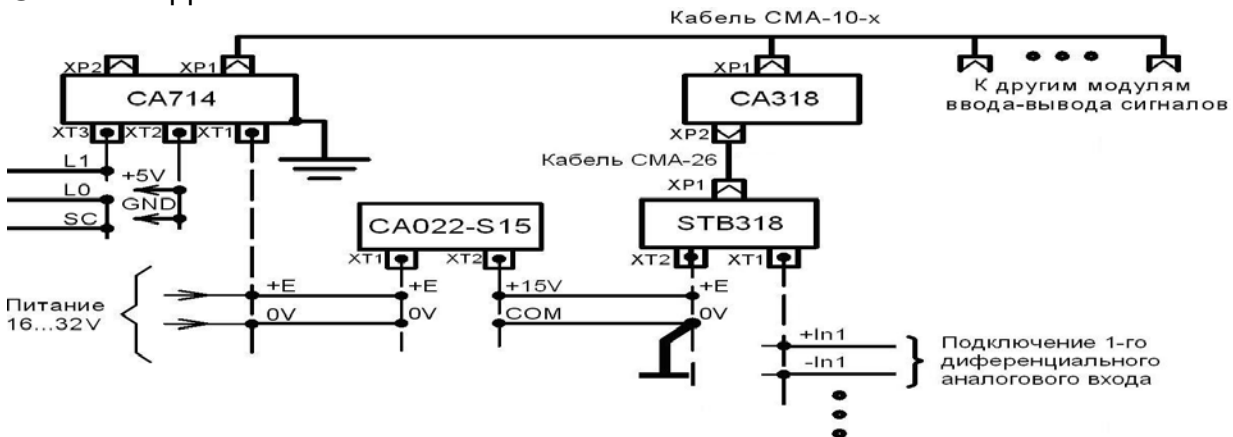 Кабель СМА-10-х
XP2
XP1
CA714
XT3
XT2
XT1
XP1
CA318
XP2
К другим модулям
ввода-вывода сигналов
Кабель СМА-26
XP1
STB318
XT2
XT1
L1
+5V
L0
GND
SC
CA022-S15
XT1
XT2
Питание
16...32V
+E
+E
+15V
+E
0V
0V
COM
0V
+In1
-In1
Подключение 1-го
диференциального
аналогового входа